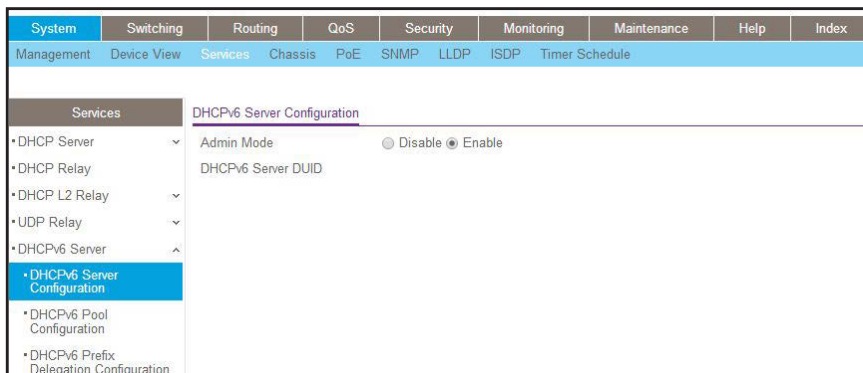 System Switching Routing QoS Security Monitoring Maintenance Help Index
Management Device View Services Chassis PoE SNMP LLDP ISDP Timer Schedule
Services
DHCPv6 Server Configuration
DHCP Server
Admin Mode Disable Enable
DHCP Relay
DHCPv6 Server DUID
DHCP L2 Relay
UDP Relay
DHCPv6 Server
DHCPv6 Server
Configuration
DHCPv6 Pool
Configuration
DHCPv6 Prefix
Delegation Configuration